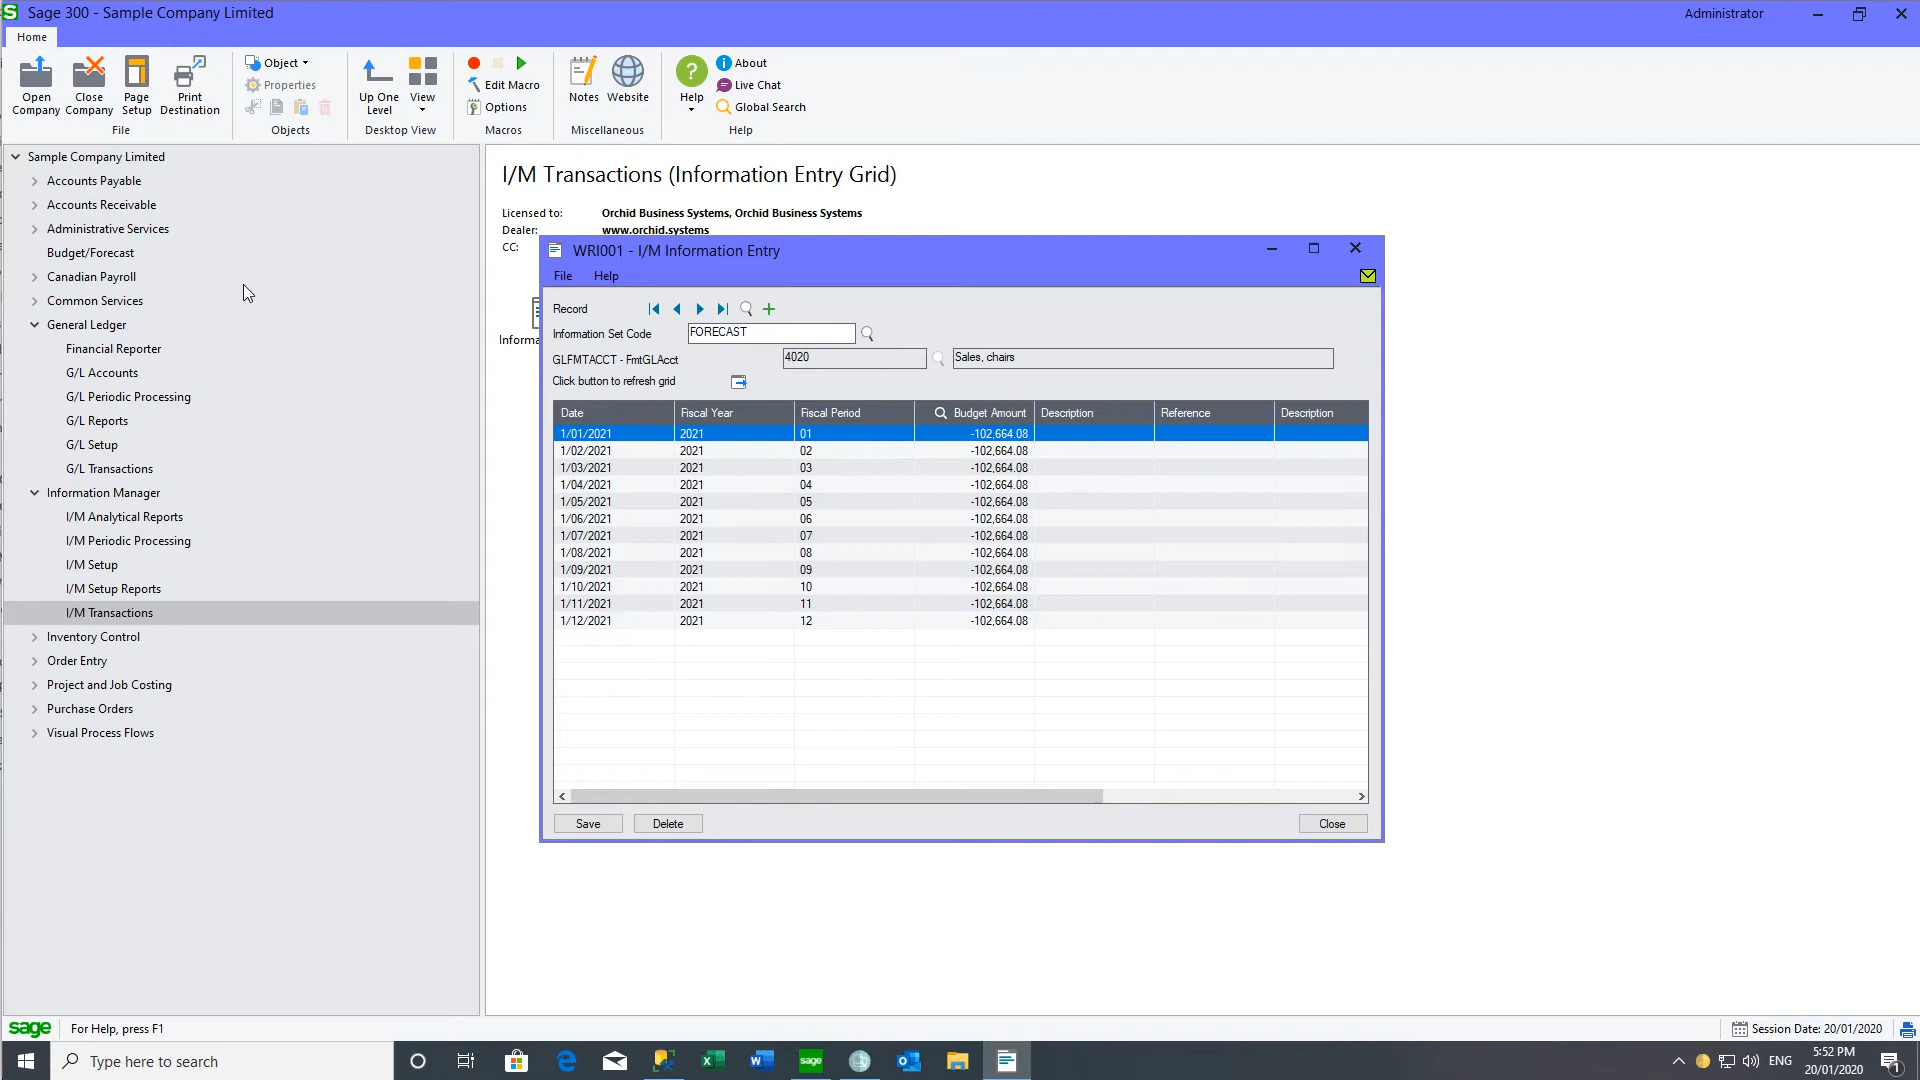 Sage 300 - Sample Company Limited
Administrator
Home
Open Company
Close Company
Page Setup
Print Destination
File
Object
Properties
Objects
Up One Level
View
Desktop View
Edit Macro
Options
Macros
Notes
Website
Miscellaneous
Help
About
Live Chat
Global Search
Help
Sample Company Limited
Accounts Payable
Accounts Receivable
Administrative Services
Budget/Forecast
Canadian Payroll
Common Services
General Ledger
Financial Reporter
G/L Accounts
G/L Periodic Processing
G/L Reports
G/L Setup
G/L Transactions
Information Manager
I/M Analytical Reports
I/M Periodic Processing
I/M Setup
I/M Setup Reports
I/M Transactions
Inventory Control
Order Entry
Project and Job Costing
Purchase Orders
Visual Process Flows
I/M Transactions (Information Entry Grid)
Licensed to: Orchid Business Systems, Orchid Business Systems
Dealer: www.orchid.systems
CC:
Informa
WRI001 - I/M Information Entry
File Help
Record
Information Set Code FORECAST
GLFMTACCT - FmtGLAcct 4020 Sales, chairs
Click button to refresh grid
Date Fiscal Year Fiscal Period Budget Amount Description Reference Description
1/01/2021 2021 01 -102,664.08
1/02/2021 2021 02 -102,664.08
1/03/2021 2021 03 -102,664.08
1/04/2021 2021 04 -102,664.08
1/05/2021 2021 05 -102,664.08
1/06/2021 2021 06 -102,664.08
1/07/2021 2021 07 -102,664.08
1/08/2021 2021 08 -102,664.08
1/09/2021 2021 09 -102,664.08
1/10/2021 2021 10 -102,664.08
1/11/2021 2021 11 -102,664.08
1/12/2021 2021 12 -102,664.08
Save Delete Close
sage For Help, press F1
Session Date: 20/01/2020
Type here to search
sage
ENG
5:52 PM
20/01/2020
1